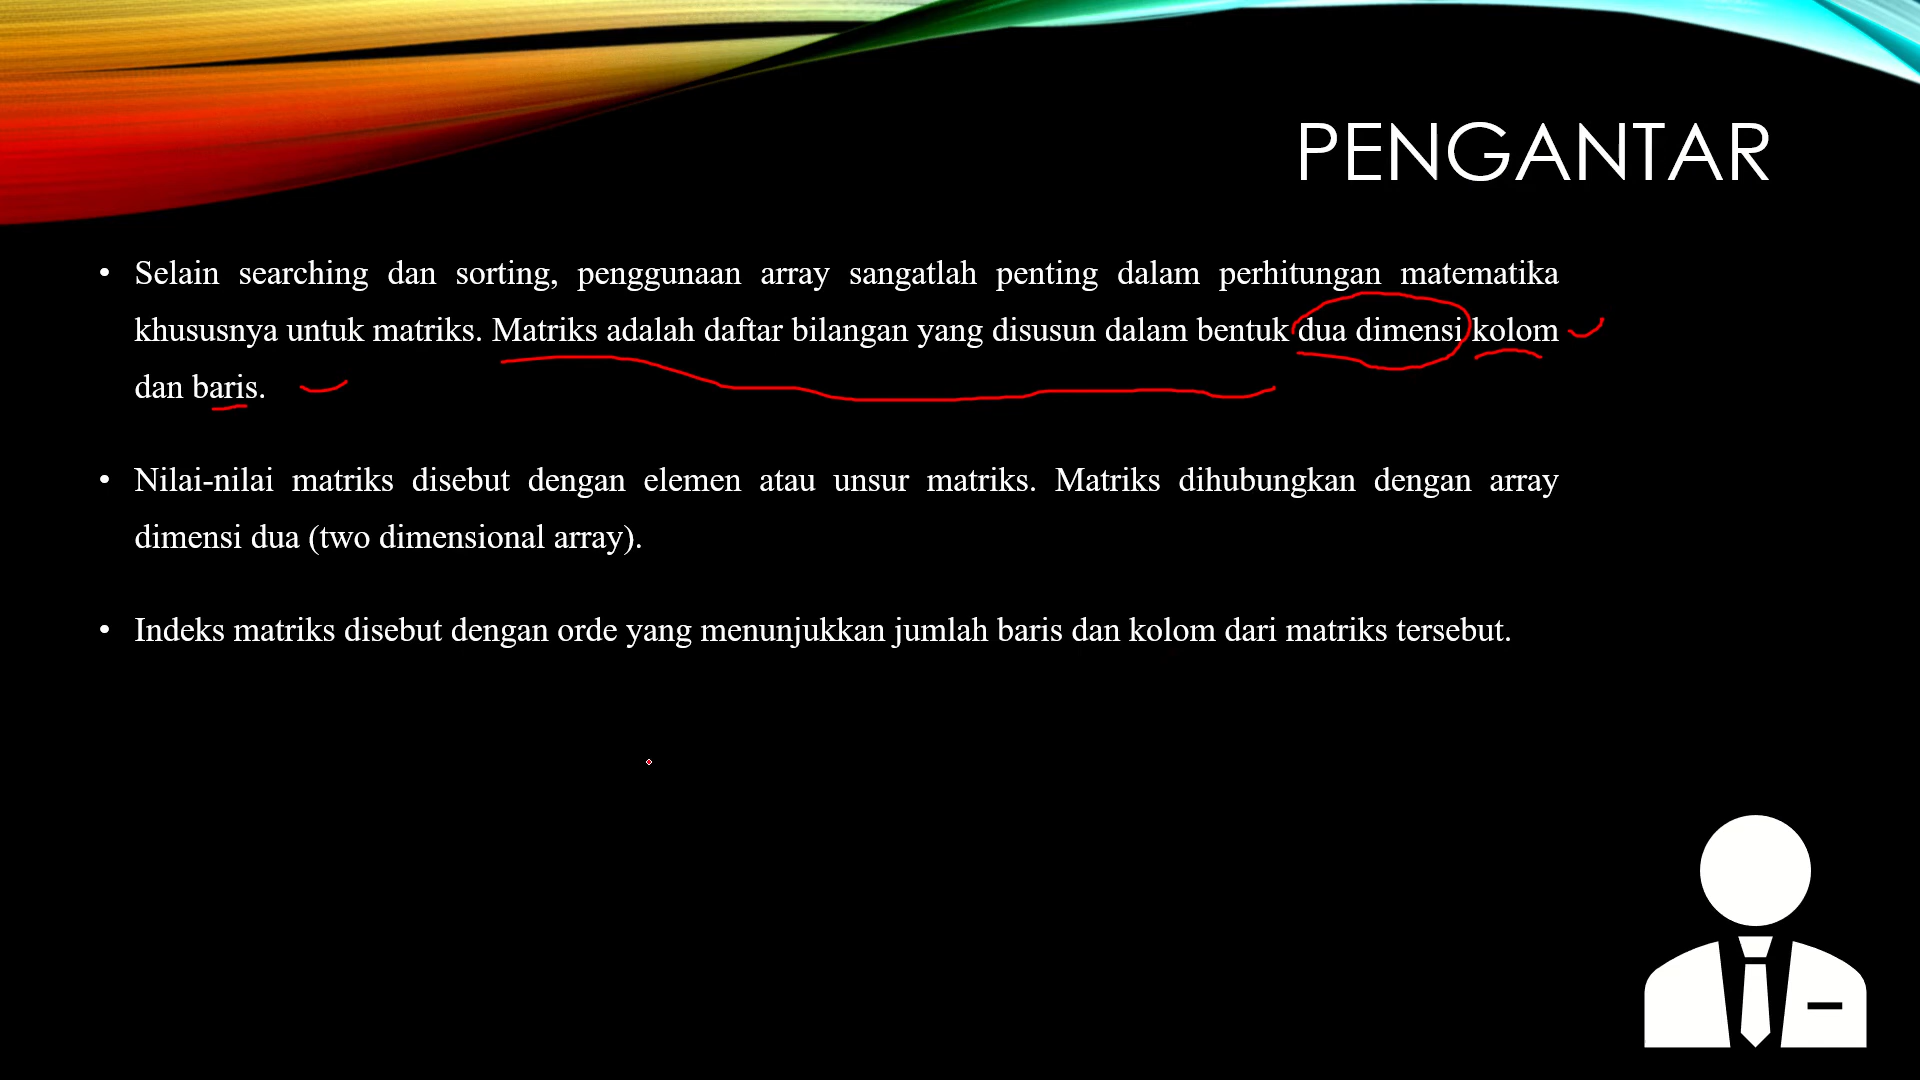 PENGANTAR
• Selain searching dan sorting, penggunaan array sangatlah penting dalam perhitungan matematika
khususnya untuk matriks. Matriks adalah daftar bilangan yang disusun dalam bentuk dua dimensi kolom
dan baris.
• Nilai-nilai matriks disebut dengan elemen atau unsur matriks. Matriks dihubungkan dengan array
dimensi dua (two dimensional array).
• Indeks matriks disebut dengan orde yang menunjukkan jumlah baris dan kolom dari matriks tersebut.